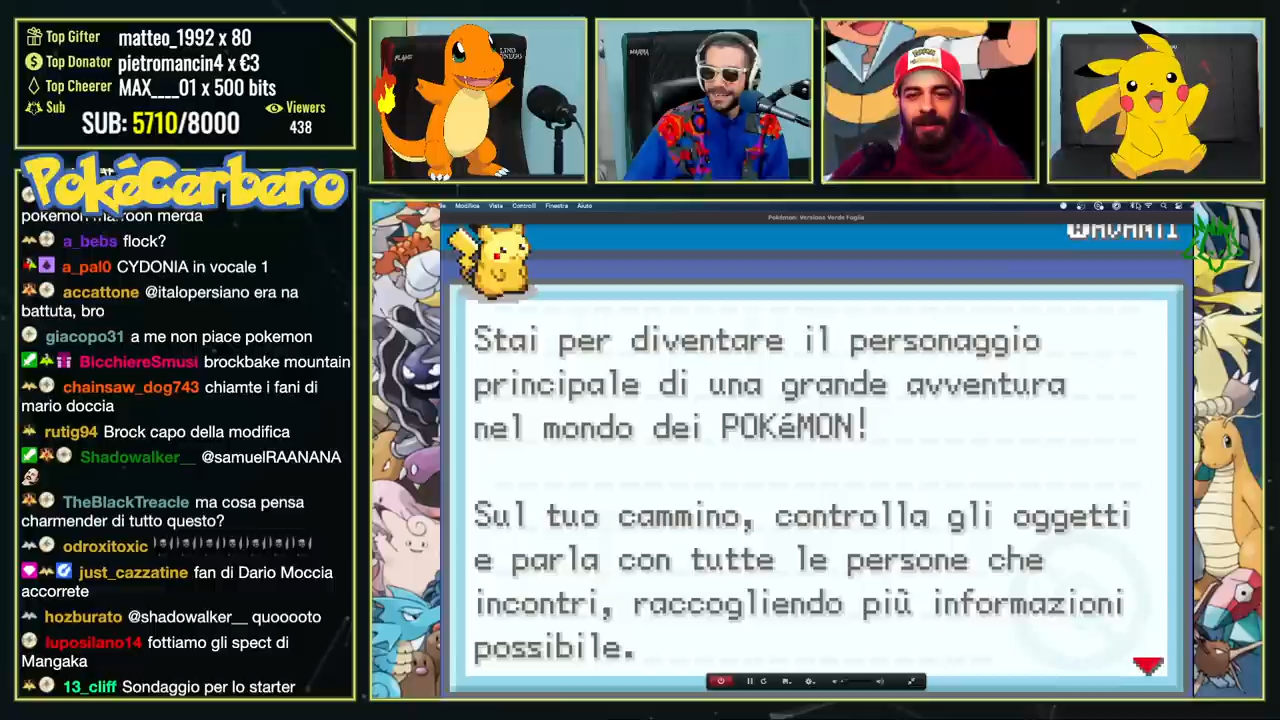 Top Gifter matteo_1992 x 80
Top Donator pietromancin4 x €3
Top Cheerer MAX____01 x 500 bits
Sub Viewers
SUB: 5710/8000 438
PokéCerbero
a_bebs flock?
a_pal0 CYDONIA in vocale 1
accattone @italopersiano era na
battuta, bro
giacopo31 a me non piace pokemon
BicchiereSmusi brockbake mountain
chainsaw_dog743 chiamte i fani di
mario doccia
rutig94 Brock capo della modifica
Shadowalker__ @samuelRAANANA
TheBlackTreacle ma cosa pensa
charmender di tutto questo?
odroxitoxic
just_cazzatine fan di Dario Moccia
accorrete
hozburato @shadowalker__ quooooto
luposilano14 fottiamo gli spect di
Mangaka
13_cliff Sondaggio per lo starter
Modifica Vista Controlli Finestra Aiuto
Pokémon: Versione Verde Foglia
AVANTI
Stai per diventare il personaggio
principale di una grande avventura
nel mondo dei POKéMON!
Sul tuo cammino, controlla gli oggetti
e parla con tutte le persone che
incontri, raccogliendo più informazioni
possibile.